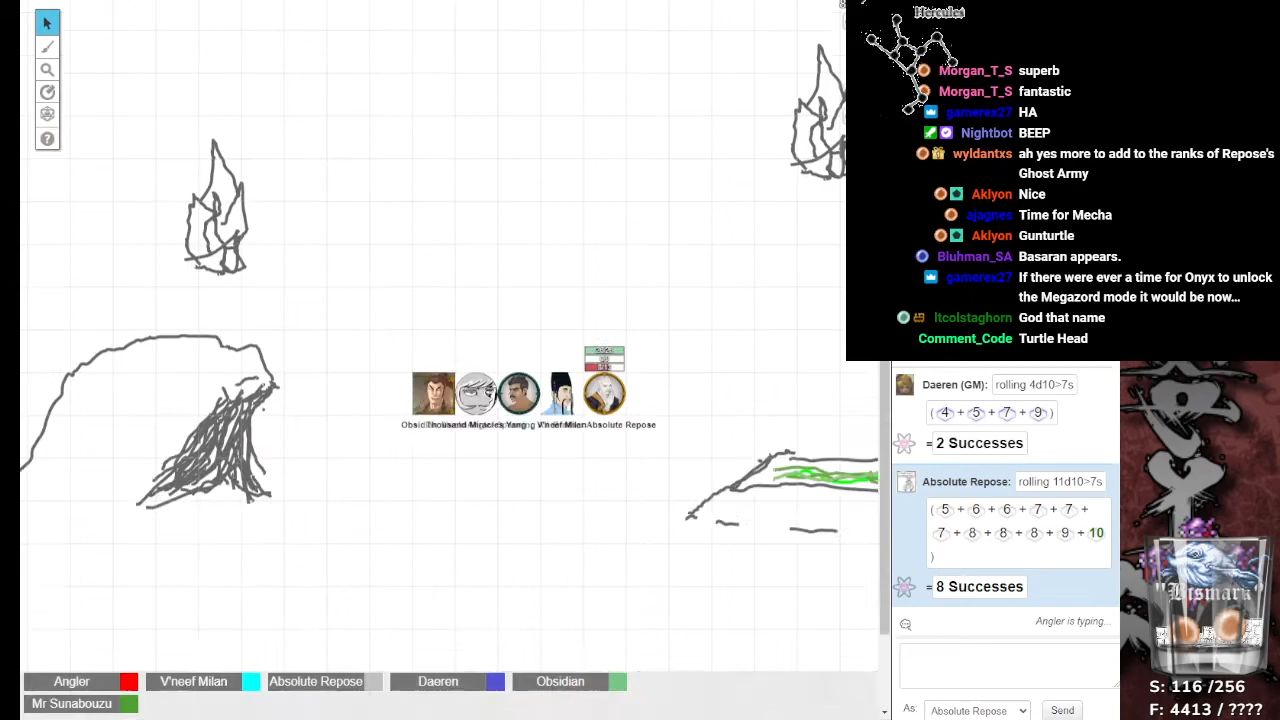 Hercules
Morgan_T_S superb
Morgan_T_S fantastic
gamerex27 HA
Nightbot BEEP
wyldantxs ah yes more to add to the ranks of Repose's
Ghost Army
Aklyon Nice
ajagnes Time for Mecha
Aklyon Gunturtle
Bluhman_SA Basaran appears.
gamerex27 If there were ever a time for Onyx to unlock
the Megazord mode it would be now...
ltcolstaghorn God that name
Comment_Code Turtle Head
V'neef Milan Absolute Repose
Daeren (GM): rolling 4d10>7s
(4+5+7+9)
= 2 Successes
Absolute Repose: rolling 11d10>7s
(5+6+6+7+7+
7+8+8+8+9+10
)
= 8 Successes
Angler is typing...
As: Absolute Repose Send
Angler V'neef Milan Absolute Repose Daeren Obsidian
Mr Sunabouzu
"Bismark"
S: 116 /256
F: 4413 / ????